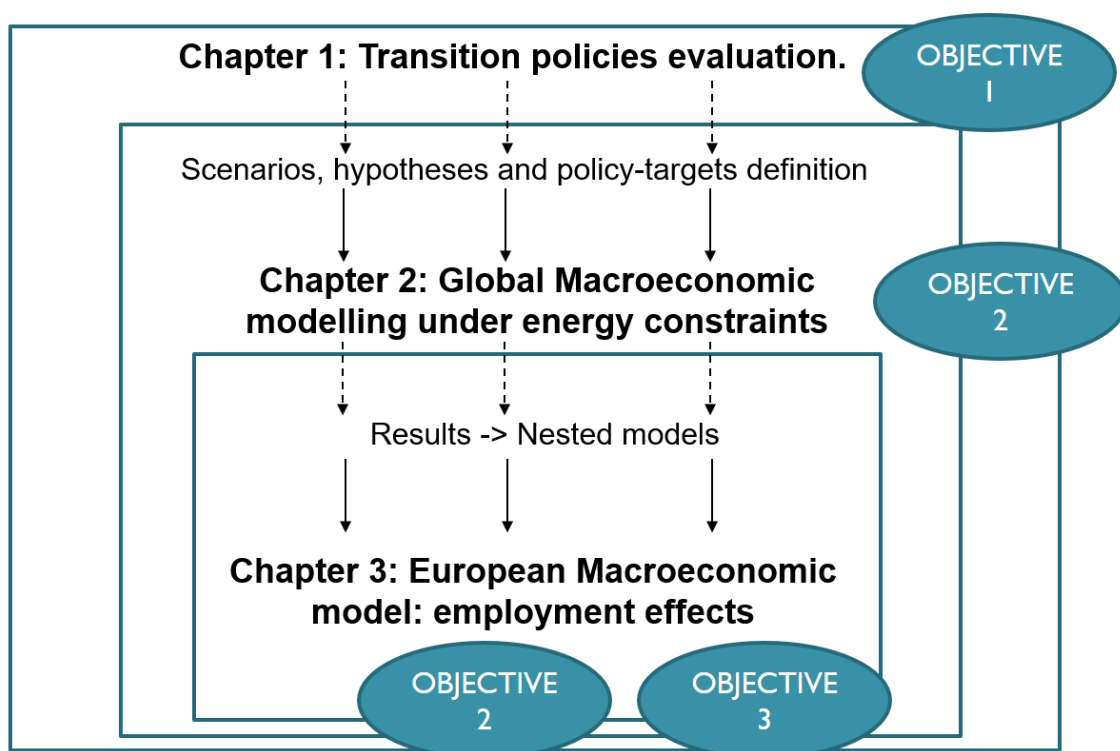 Chapter 1: Transition policies evaluation.
OBJECTIVE
1
Scenarios, hypotheses and policy-targets definition
Chapter 2: Global Macroeconomic
modelling under energy constraints
OBJECTIVE
2
Results -> Nested models
Chapter 3: European Macroeconomic
model: employment effects
OBJECTIVE
2
OBJECTIVE
3